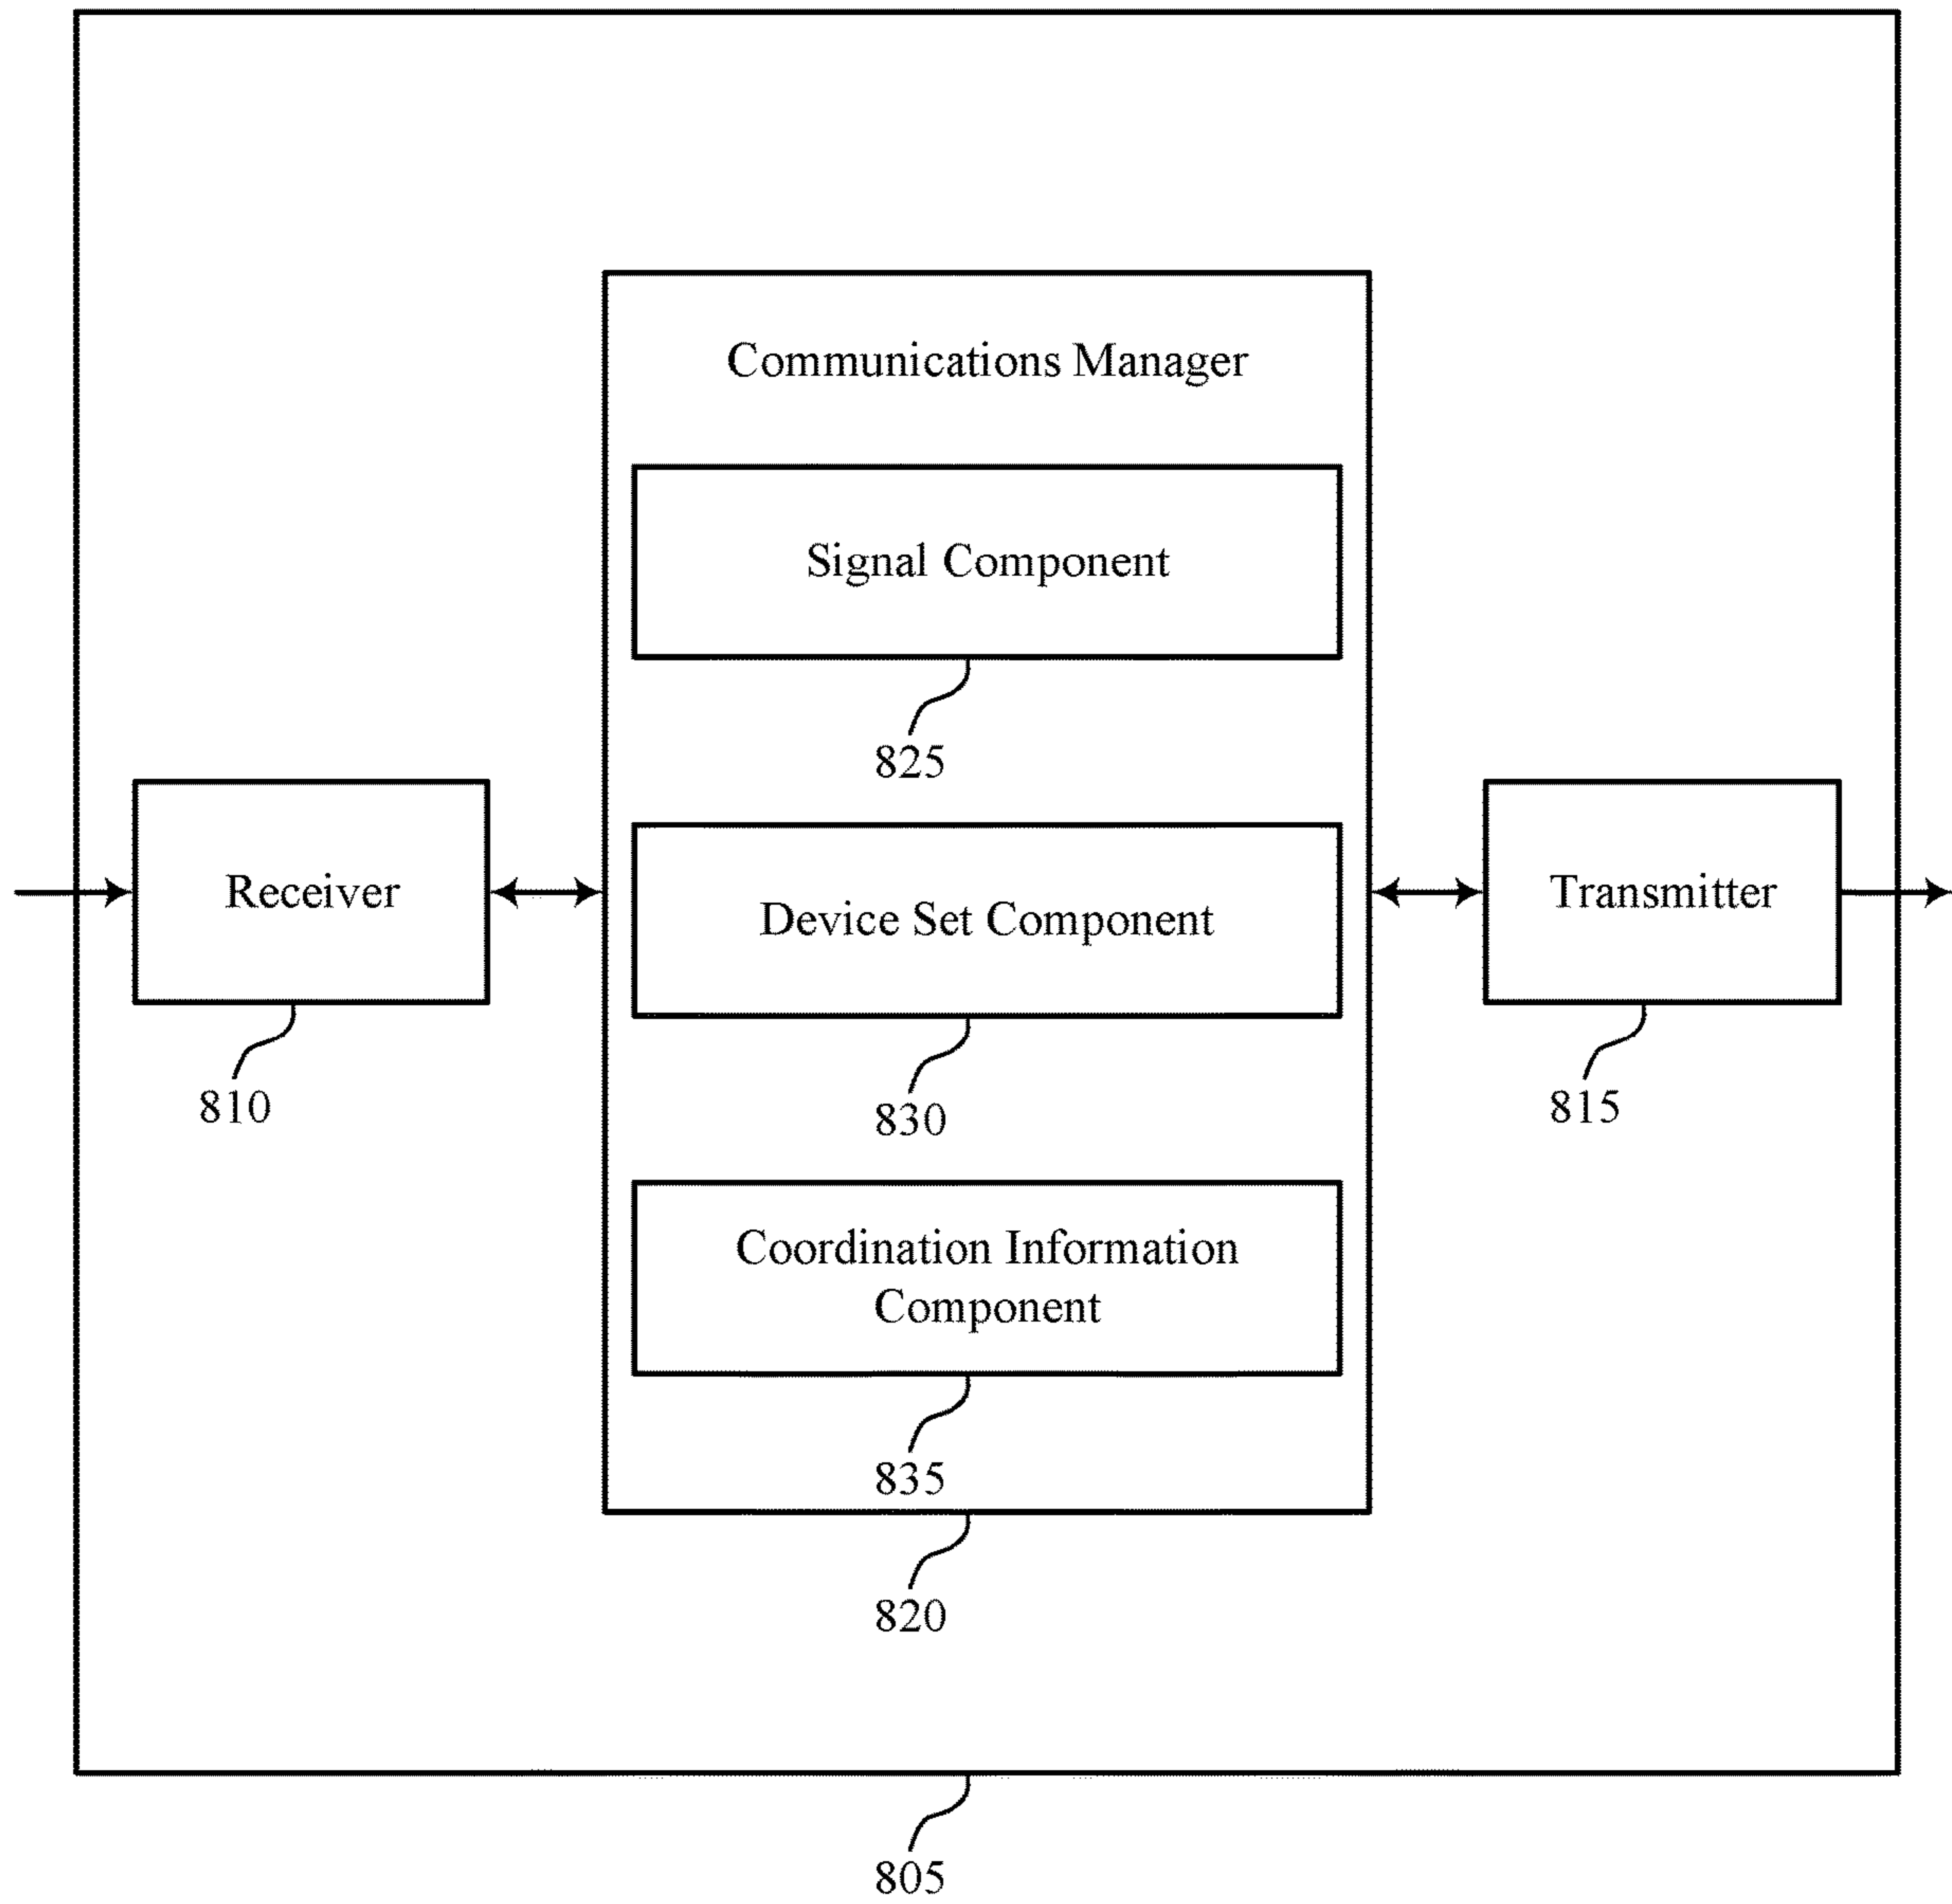 Communications Manager
Signal Component
825
Receiver
810
Device Set Component
830
Transmitter
815
Coordination Information
Component
835
820
805